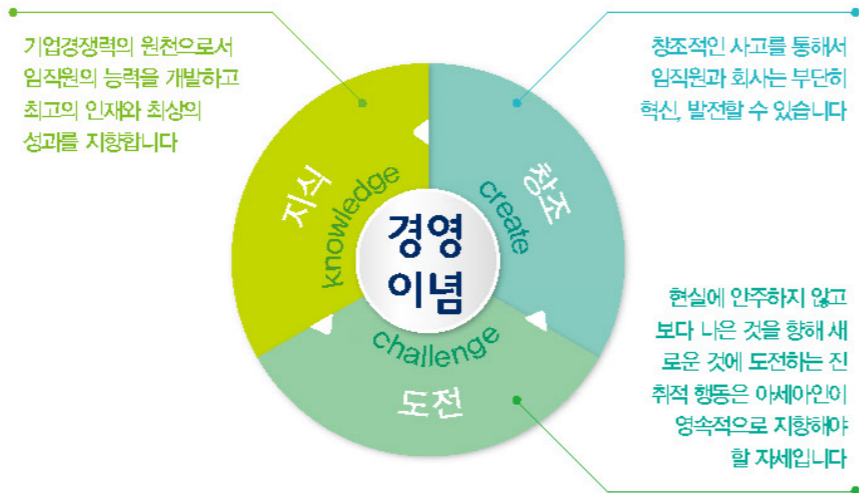 기업경쟁력의 원천으로서
임직원의 능력을 개발하고
최고의 인재와 최상의
성과를 지향합니다
창조적인 사고를 통해서
임직원과 회사는 부단히
혁신, 발전할 수 있습니다
지식
knowledge
창조
create
경영
이념
challenge
도전
현실에 안주하지 않고
보다 나은 것을 향해 새
로운 것에 도전하는 진
취적 행동은 아세아인이
영속적으로 지향해야
할 자세입니다